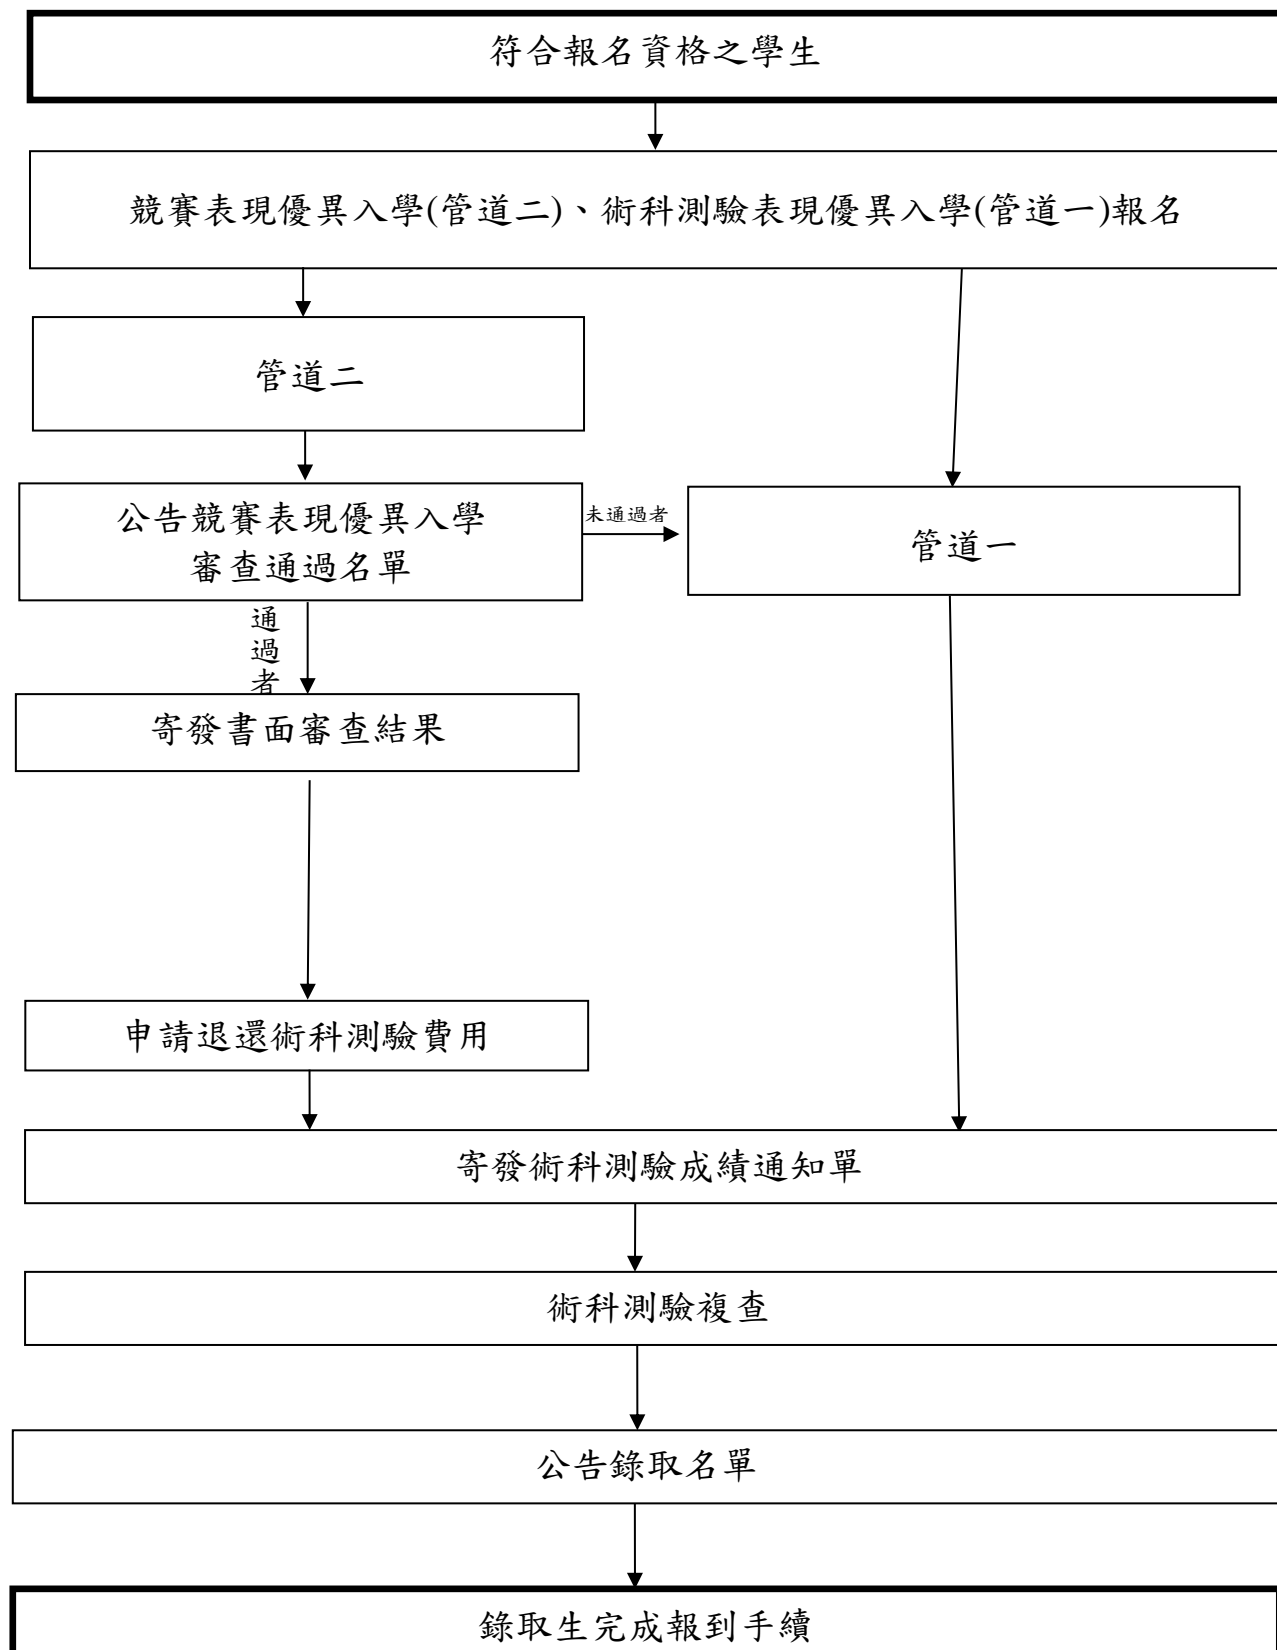 符合報名資格之學生
競賽表現優異入學(管道二)、術科測驗表現優異入學(管道一)報名
管道二
公告競賽表現優異入學
審查通過名單
未通過者
管道一
通
過
者
寄發書面審查結果
申請退還術科測驗費用
寄發術科測驗成績通知單
術科測驗複查
公告錄取名單
錄取生完成報到手續